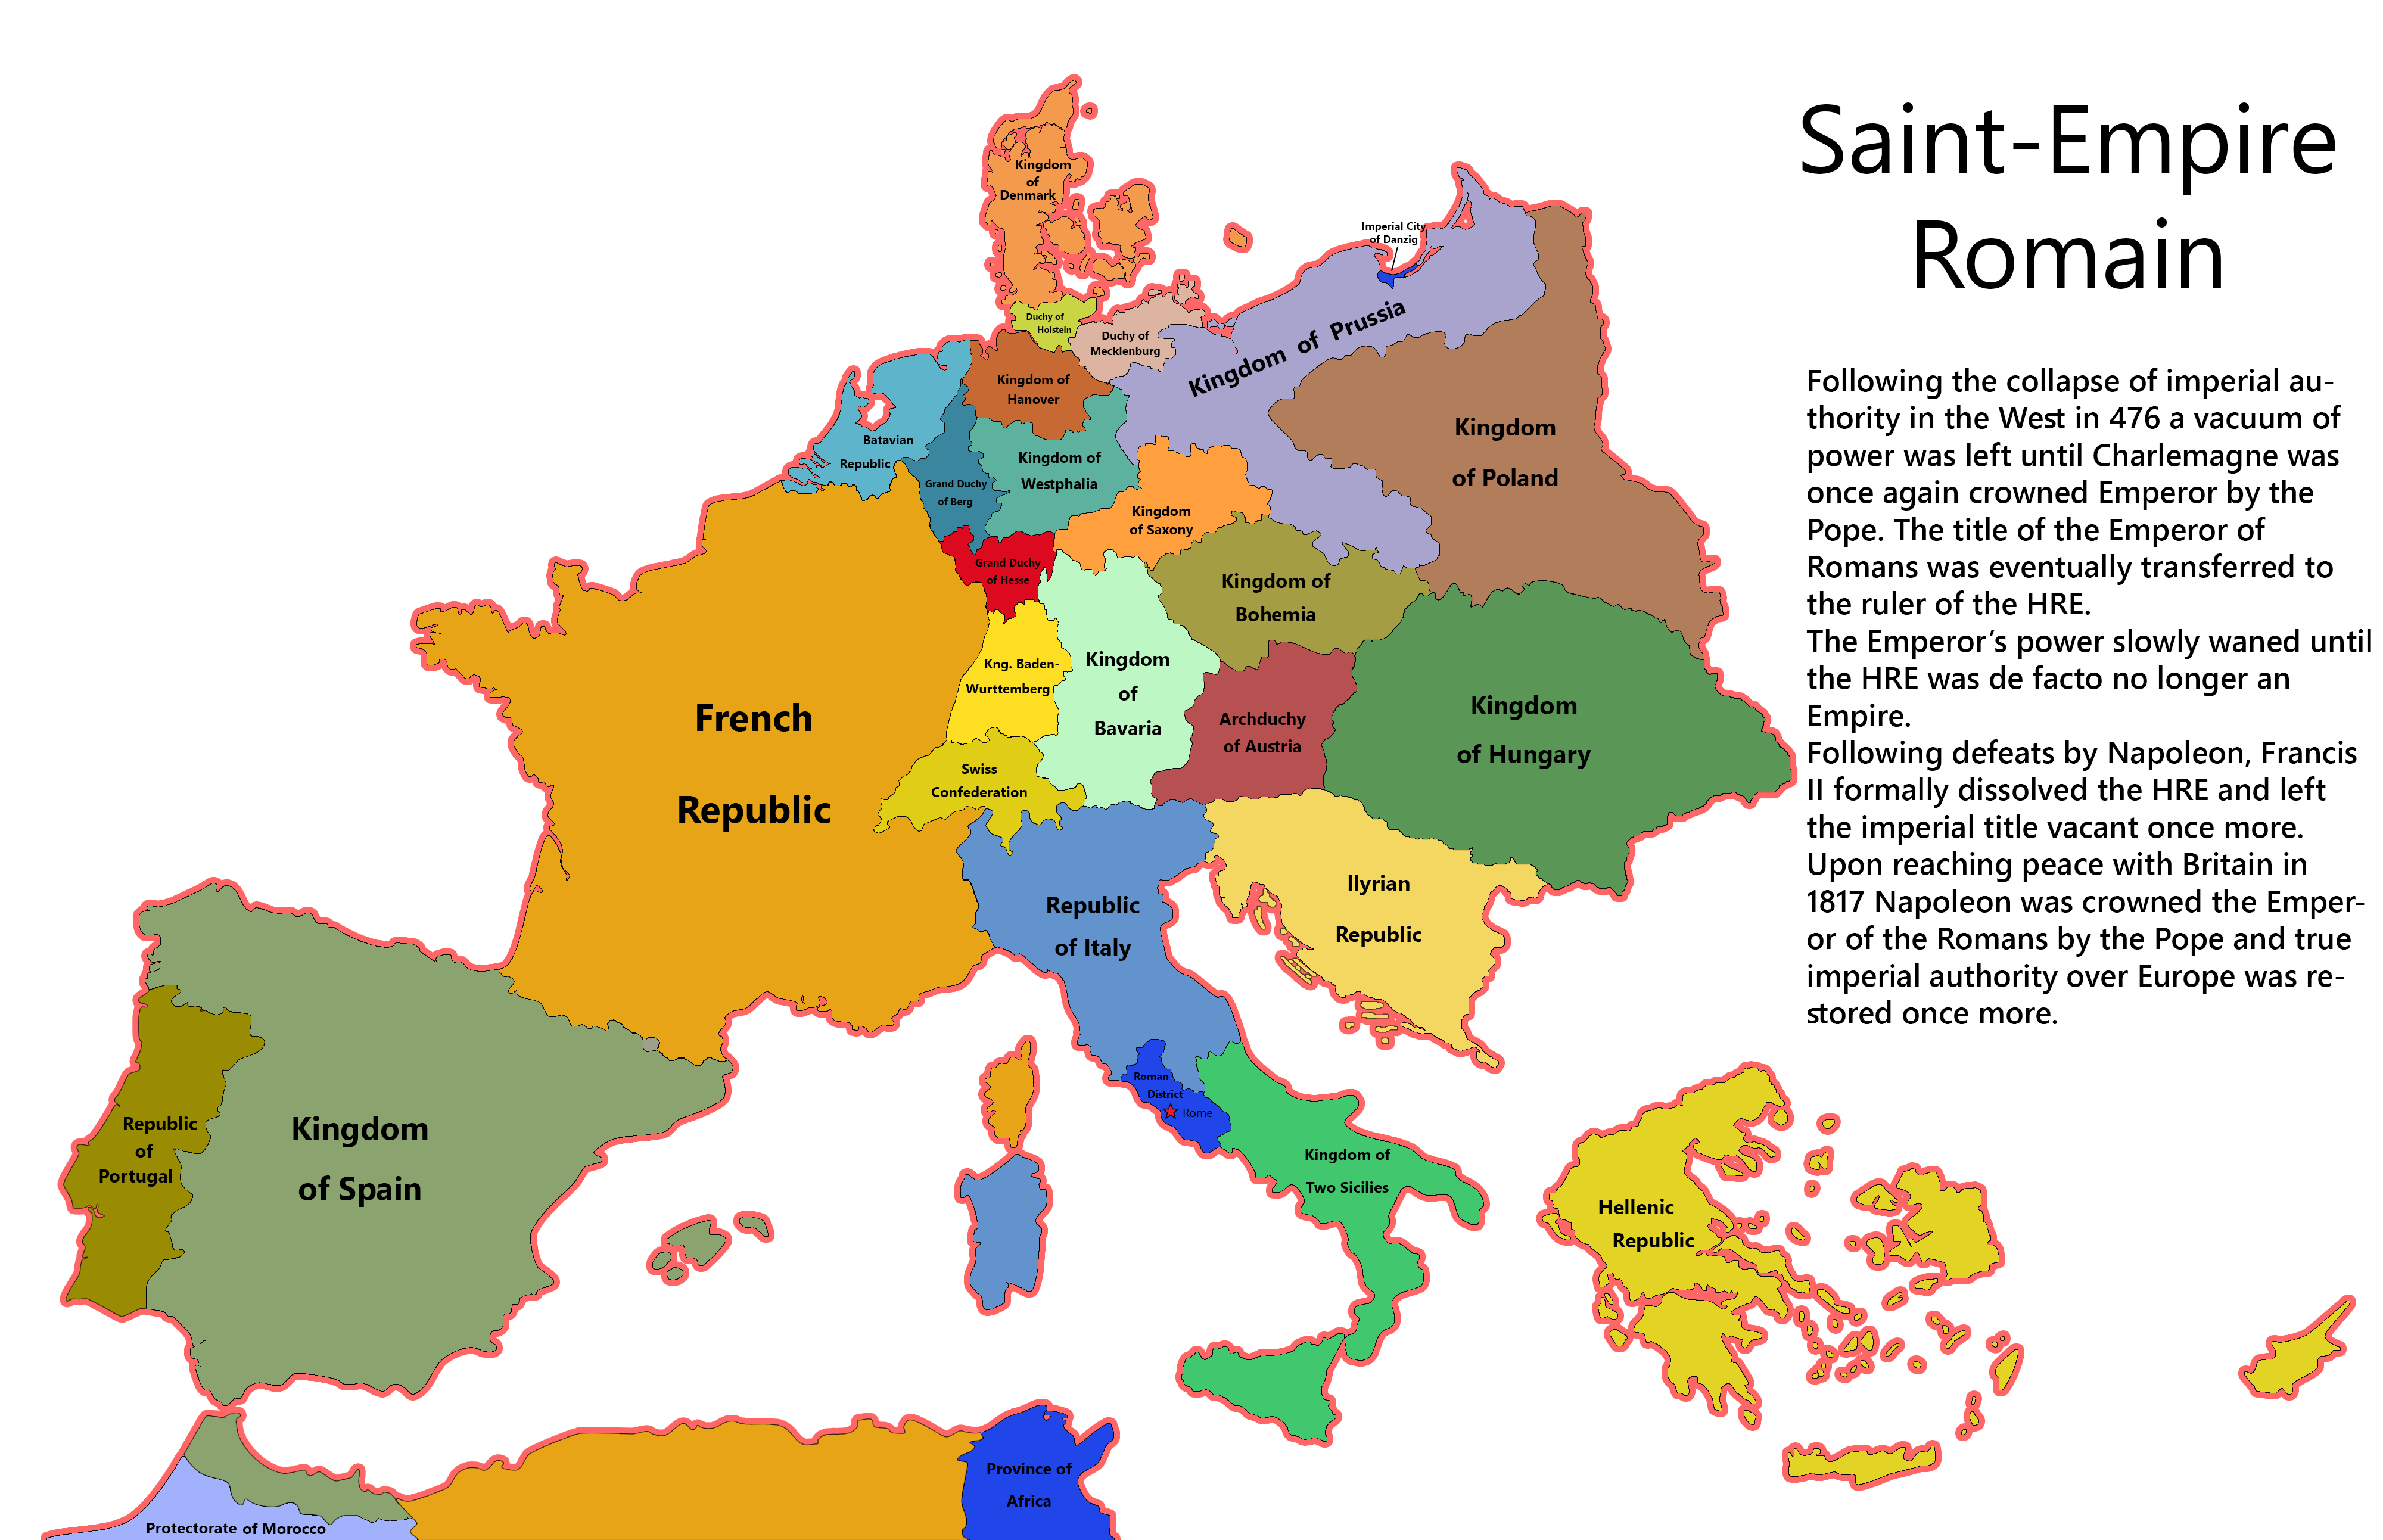 Saint-Empire
Romain
Following the collapse of imperial au-
thority in the West in 476 a vacuum of
power was left until Charlemagne was
once again crowned Emperor by the
Pope. The title of the Emperor of
Romans was eventually transferred to
the ruler of the HRE.
The Emperor’s power slowly waned until
the HRE was de facto no longer an
Empire.
Following defeats by Napoleon, Francis
II formally dissolved the HRE and left
the imperial title vacant once more.
Upon reaching peace with Britain in
1817 Napoleon was crowned the Emper-
or of the Romans by the Pope and true
imperial authority over Europe was re-
stored once more.
Kingdom
of
Denmark
Imperial City
of Danzig
Duchy of
Holstein
Duchy of
Mecklenburg
Kingdom of Prussia
Kingdom of
Hanover
Batavian
Republic
Kingdom of
Westphalia
Grand Duchy
of Berg
Kingdom
of Poland
Kingdom
of Saxony
Grand Duchy
of Hesse
Kingdom of
Bohemia
Kng. Baden-
Wurttemberg
Kingdom
of
Bavaria
Archduchy
of Austria
Kingdom
of Hungary
French
Republic
Swiss
Confederation
Republic
of Italy
Ilyrian
Republic
Roman
District
Rome
Republic
of
Portugal
Kingdom
of Spain
Kingdom of
Two Sicilies
Hellenic
Republic
Province of
Africa
Protectorate of Morocco